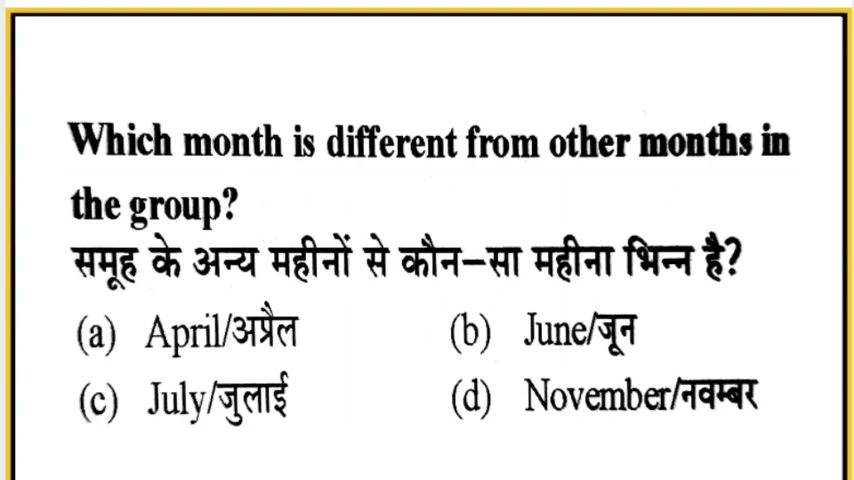 Which month is different from other months in
the group?
समूह के अन्य महीनों से कौन–सा महीना भिन्न है?
(a) April/अप्रैल (b) June/जून
(c) July/जुलाई (d) November/नवम्बर